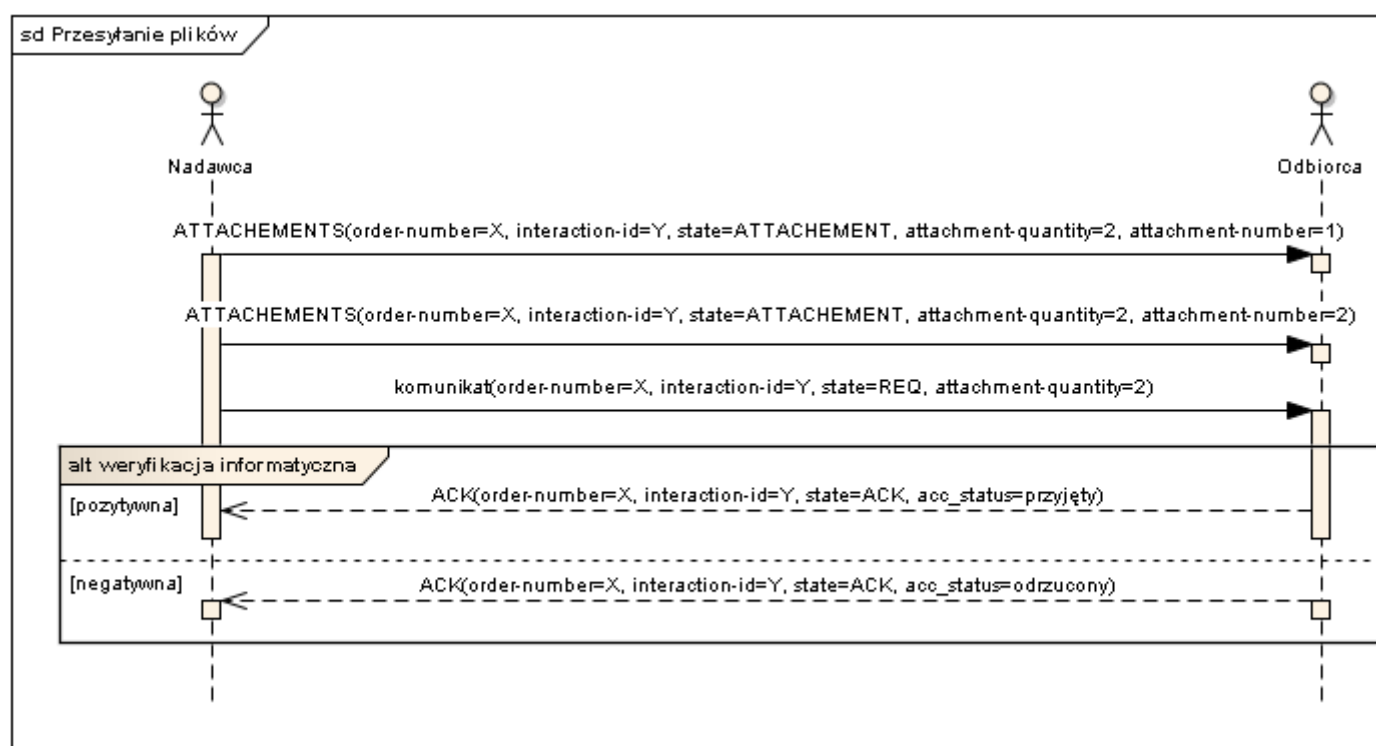 sd Przesyłanie plików
Nadawca
Odbiorca
ATTACHEMENTS(order-number=X, interaction-id=Y, state=ATTACHMENT, attachment-quantity=2, attachment-number=1)
ATTACHEMENTS(order-number=X, interaction-id=Y, state=ATTACHEMENT, attachment-quantity=2, attachment-number=2)
komunikat(order-number=X, interaction-id=Y, state=REQ, attachment-quantity=2)
alt weryfikacja informatyczna
[pozytywna]
ACK(order-number=X, interaction-id=Y, state=ACK, acc_status=przyjęty)
[negatywna]
ACK(order-number=X, interaction-id=Y, state=ACK, acc_status=odrzucony)